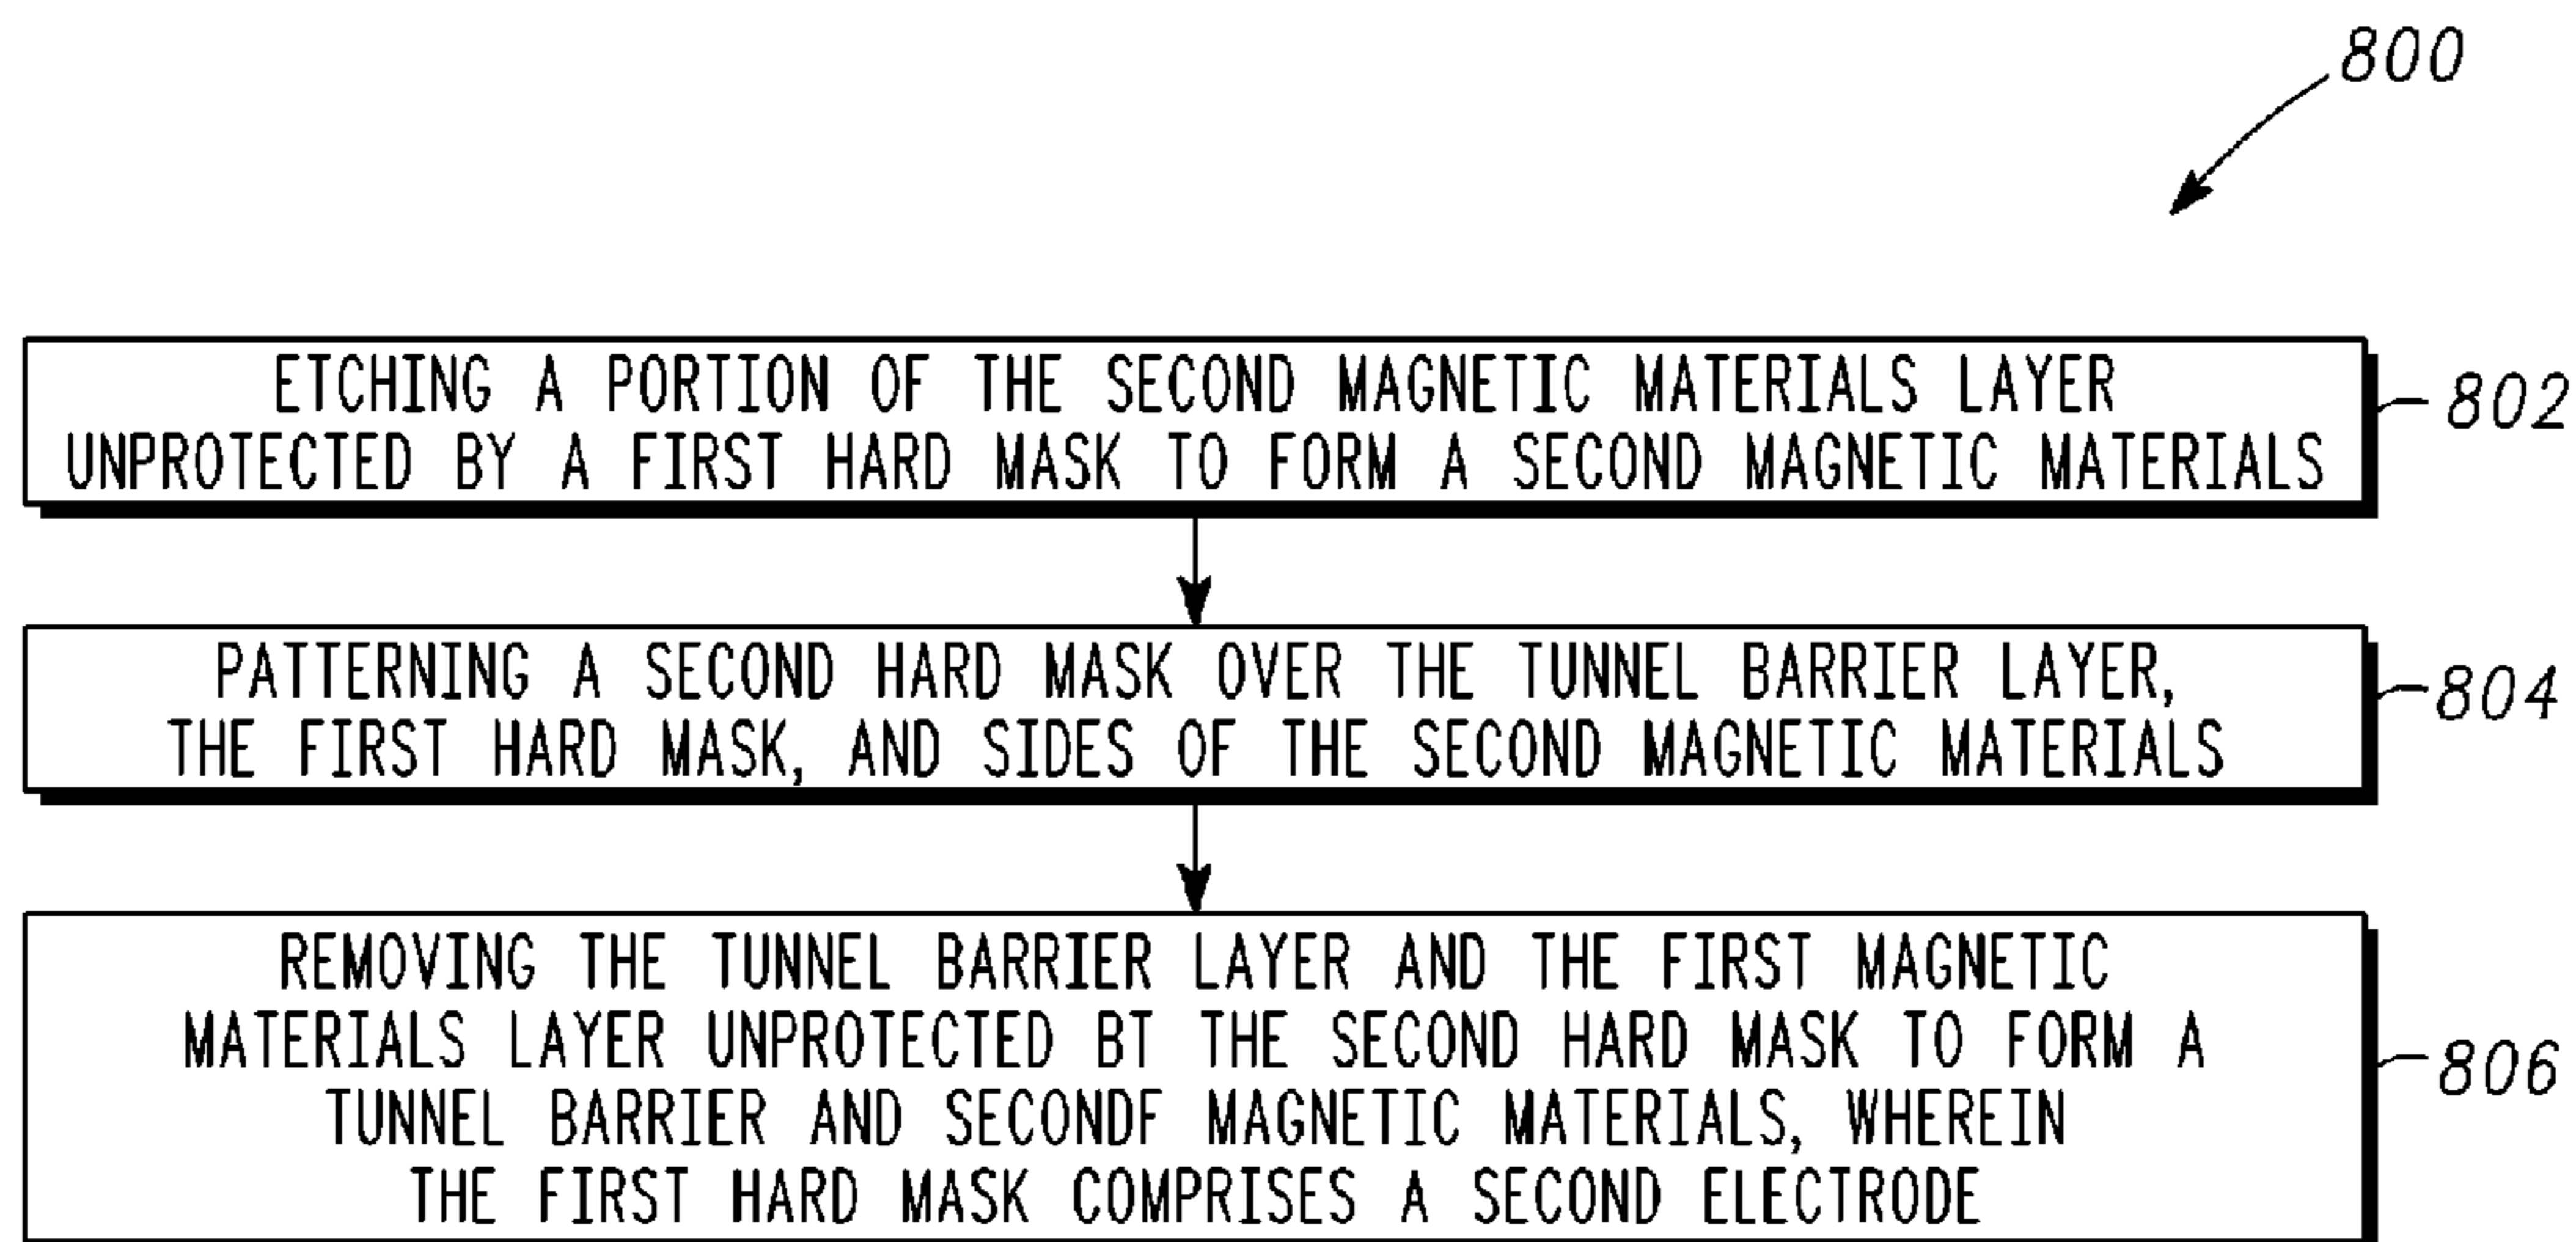 800
ETCHING A PORTION OF THE SECOND MAGNETIC MATERIALS LAYER
UNPROTECTED BY A FIRST HARD MASK TO FORM A SECOND MAGNETIC MATERIALS
802
PATTERNING A SECOND HARD MASK OVER THE TUNNEL BARRIER LAYER,
THE FIRST HARD MASK, AND SIDES OF THE SECOND MAGNETIC MATERIALS
804
REMOVING THE TUNNEL BARRIER LAYER AND THE FIRST MAGNETIC
MATERIALS LAYER UNPROTECTED BT THE SECOND HARD MASK TO FORM A
TUNNEL BARRIER AND SECONDF MAGNETIC MATERIALS, WHEREIN
THE FIRST HARD MASK COMPRISES A SECOND ELECTRODE
806